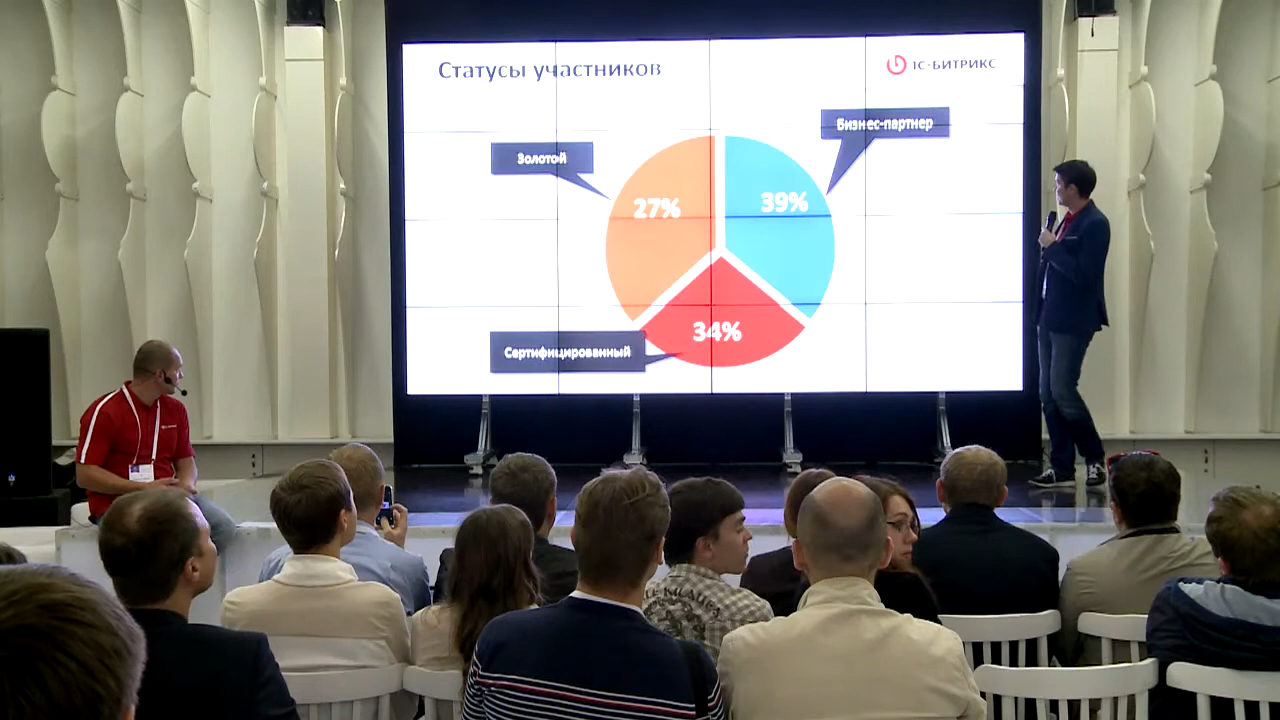 Статусы участников
1С-БИТРИКС
Бизнес-партнер
Золотой
27%
39%
34%
Сертифицированный